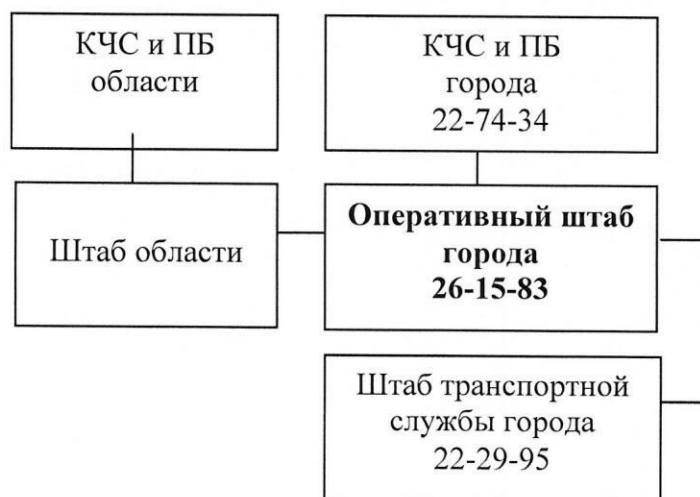 КЧС и ПБ
области
КЧС и ПБ
города
22-74-34
Штаб области
Оперативный штаб
города
26-15-83
Штаб транспортной
службы города
22-29-95